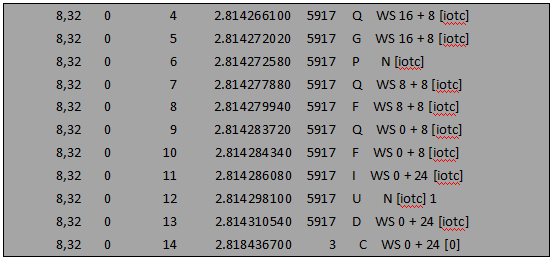 8,32 0 4 2.814266100 5917 Q WS 16 + 8 [iotc]
8,32 0 5 2.814272020 5917 G WS 16 + 8 [iotc]
8,32 0 6 2.814272580 5917 P N [iotc]
8,32 0 7 2.814277880 5917 Q WS 8 + 8 [iotc]
8,32 0 8 2.814279940 5917 F WS 8 + 8 [iotc]
8,32 0 9 2.814283720 5917 Q WS 0 + 8 [iotc]
8,32 0 10 2.814284340 5917 F WS 0 + 8 [iotc]
8,32 0 11 2.814286080 5917 I WS 0 + 24 [iotc]
8,32 0 12 2.814298100 5917 U N [iotc] 1
8,32 0 13 2.814310540 5917 D WS 0 + 24 [iotc]
8,32 0 14 2.818436700 3 C WS 0 + 24 [0]